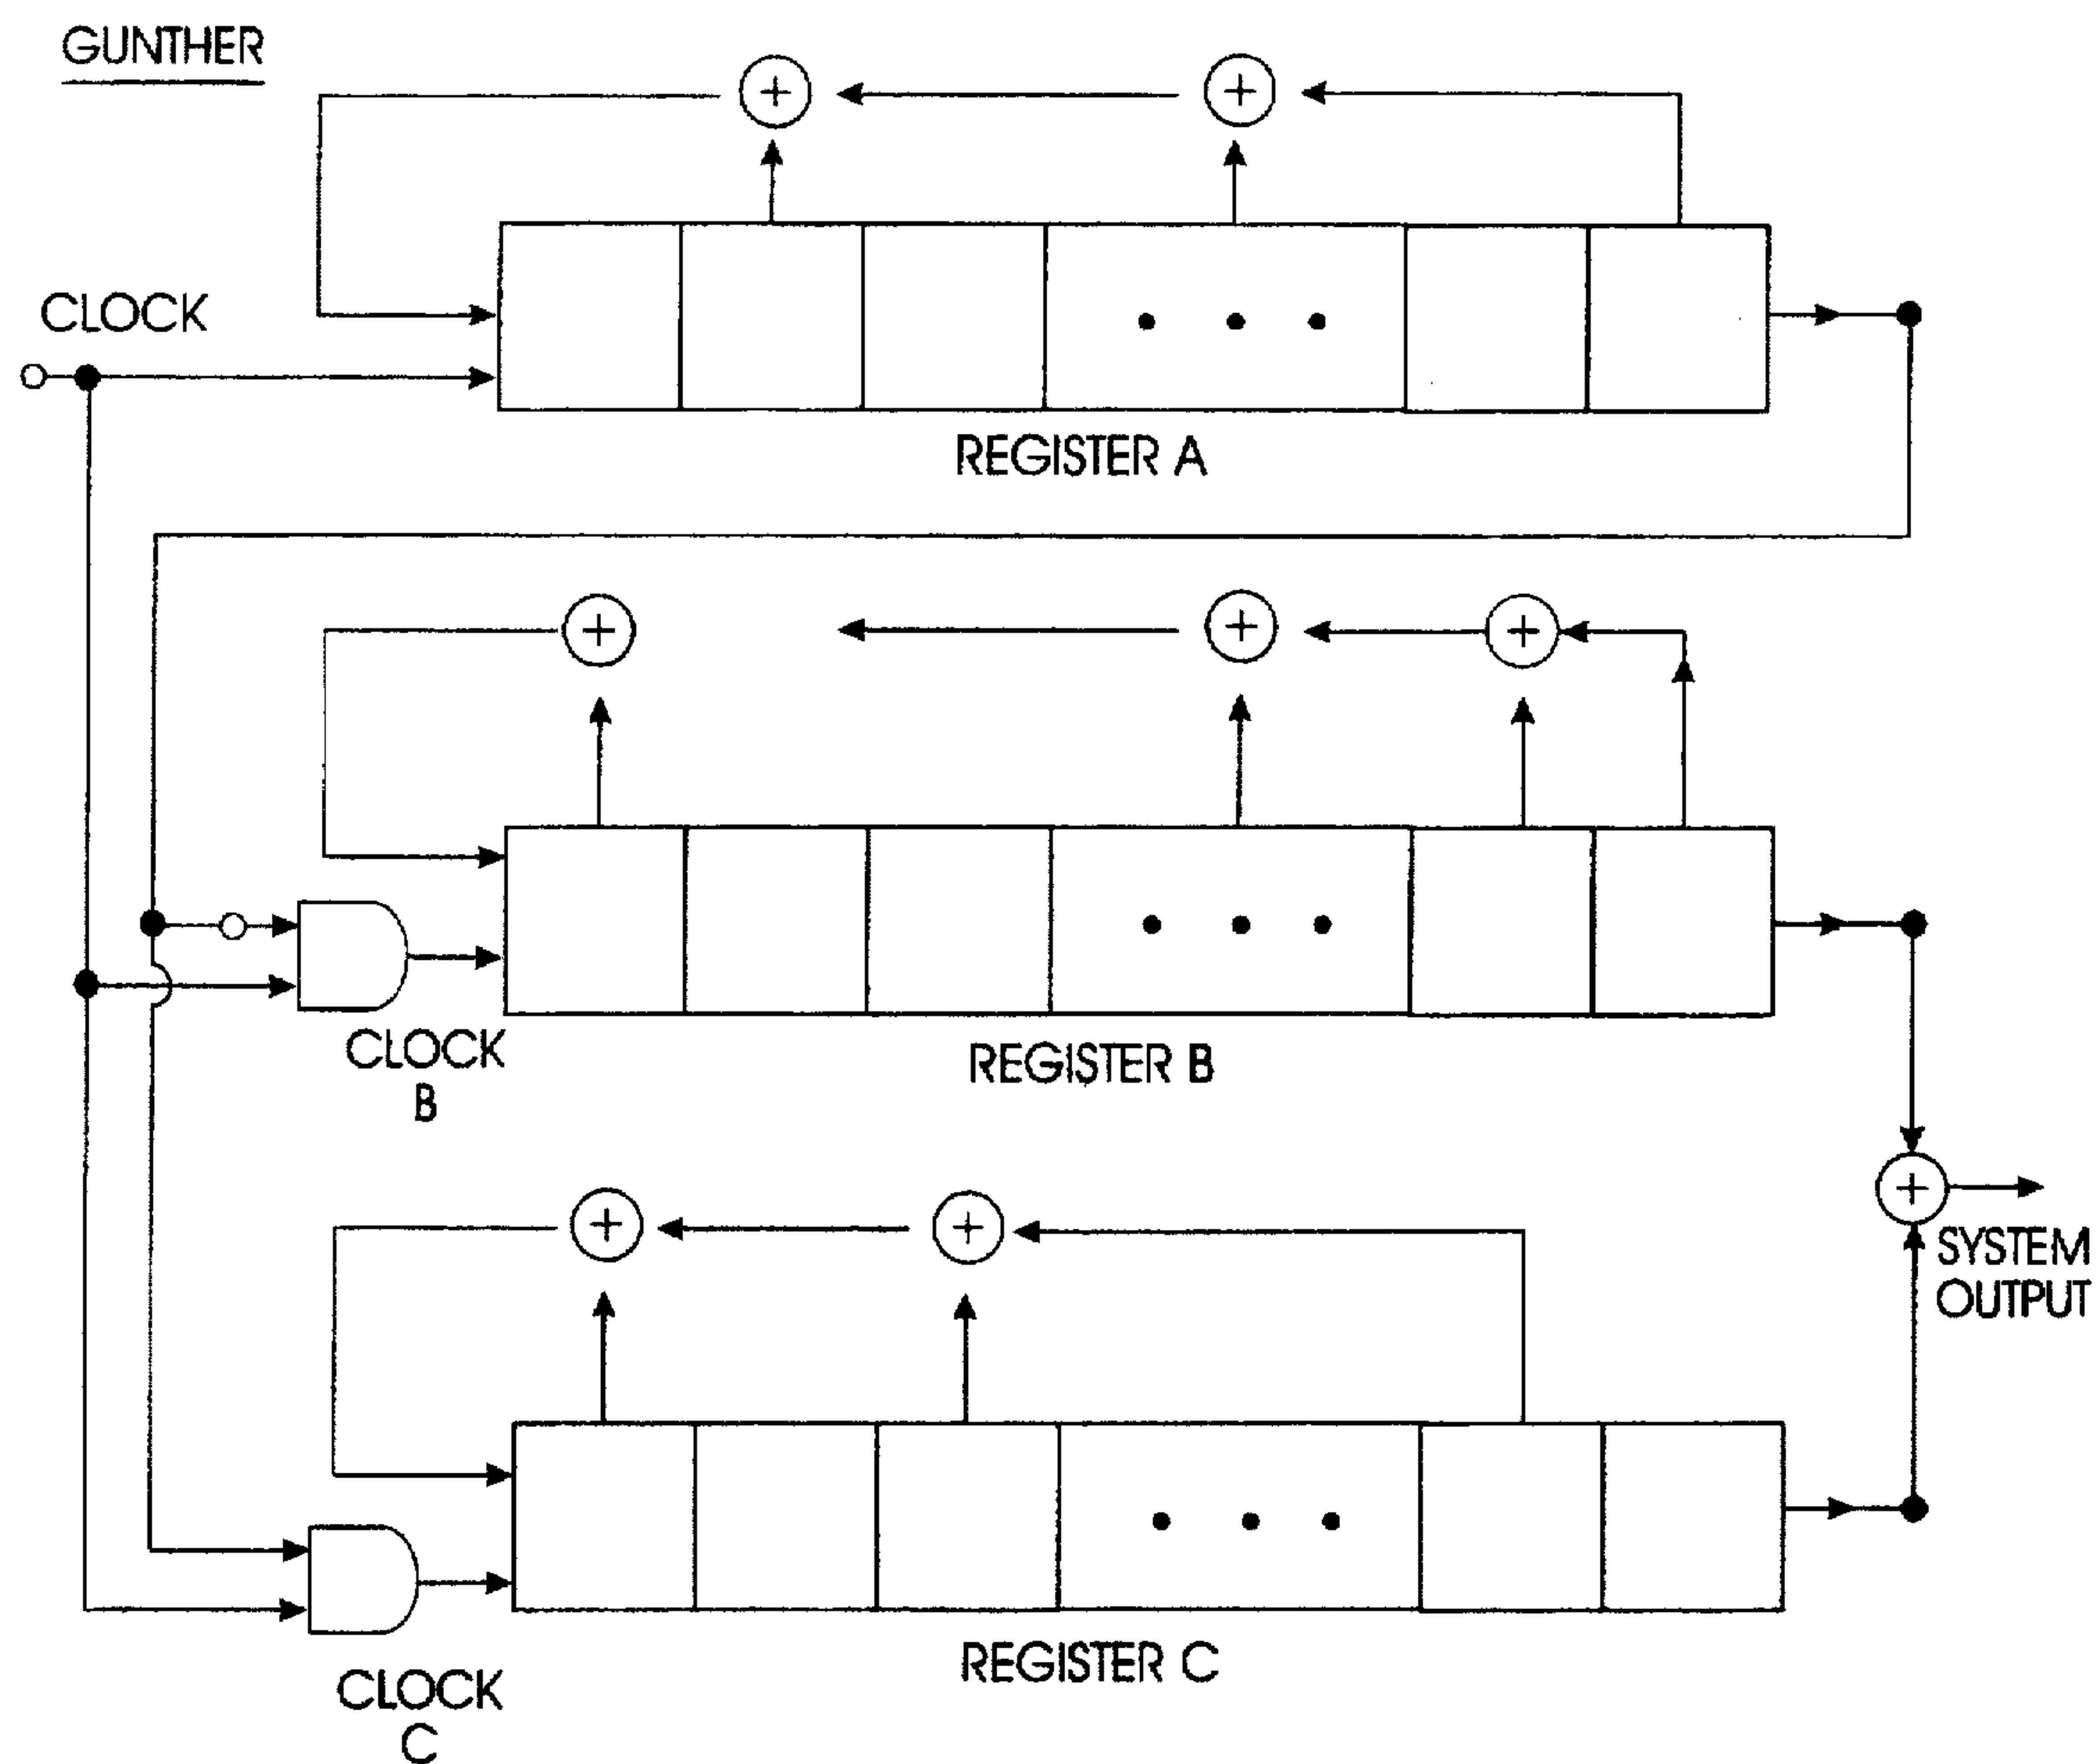 GUNTHER
CLOCK
REGISTER A
CLOCK
B
REGISTER B
SYSTEM
OUTPUT
CLOCK
C
REGISTER C